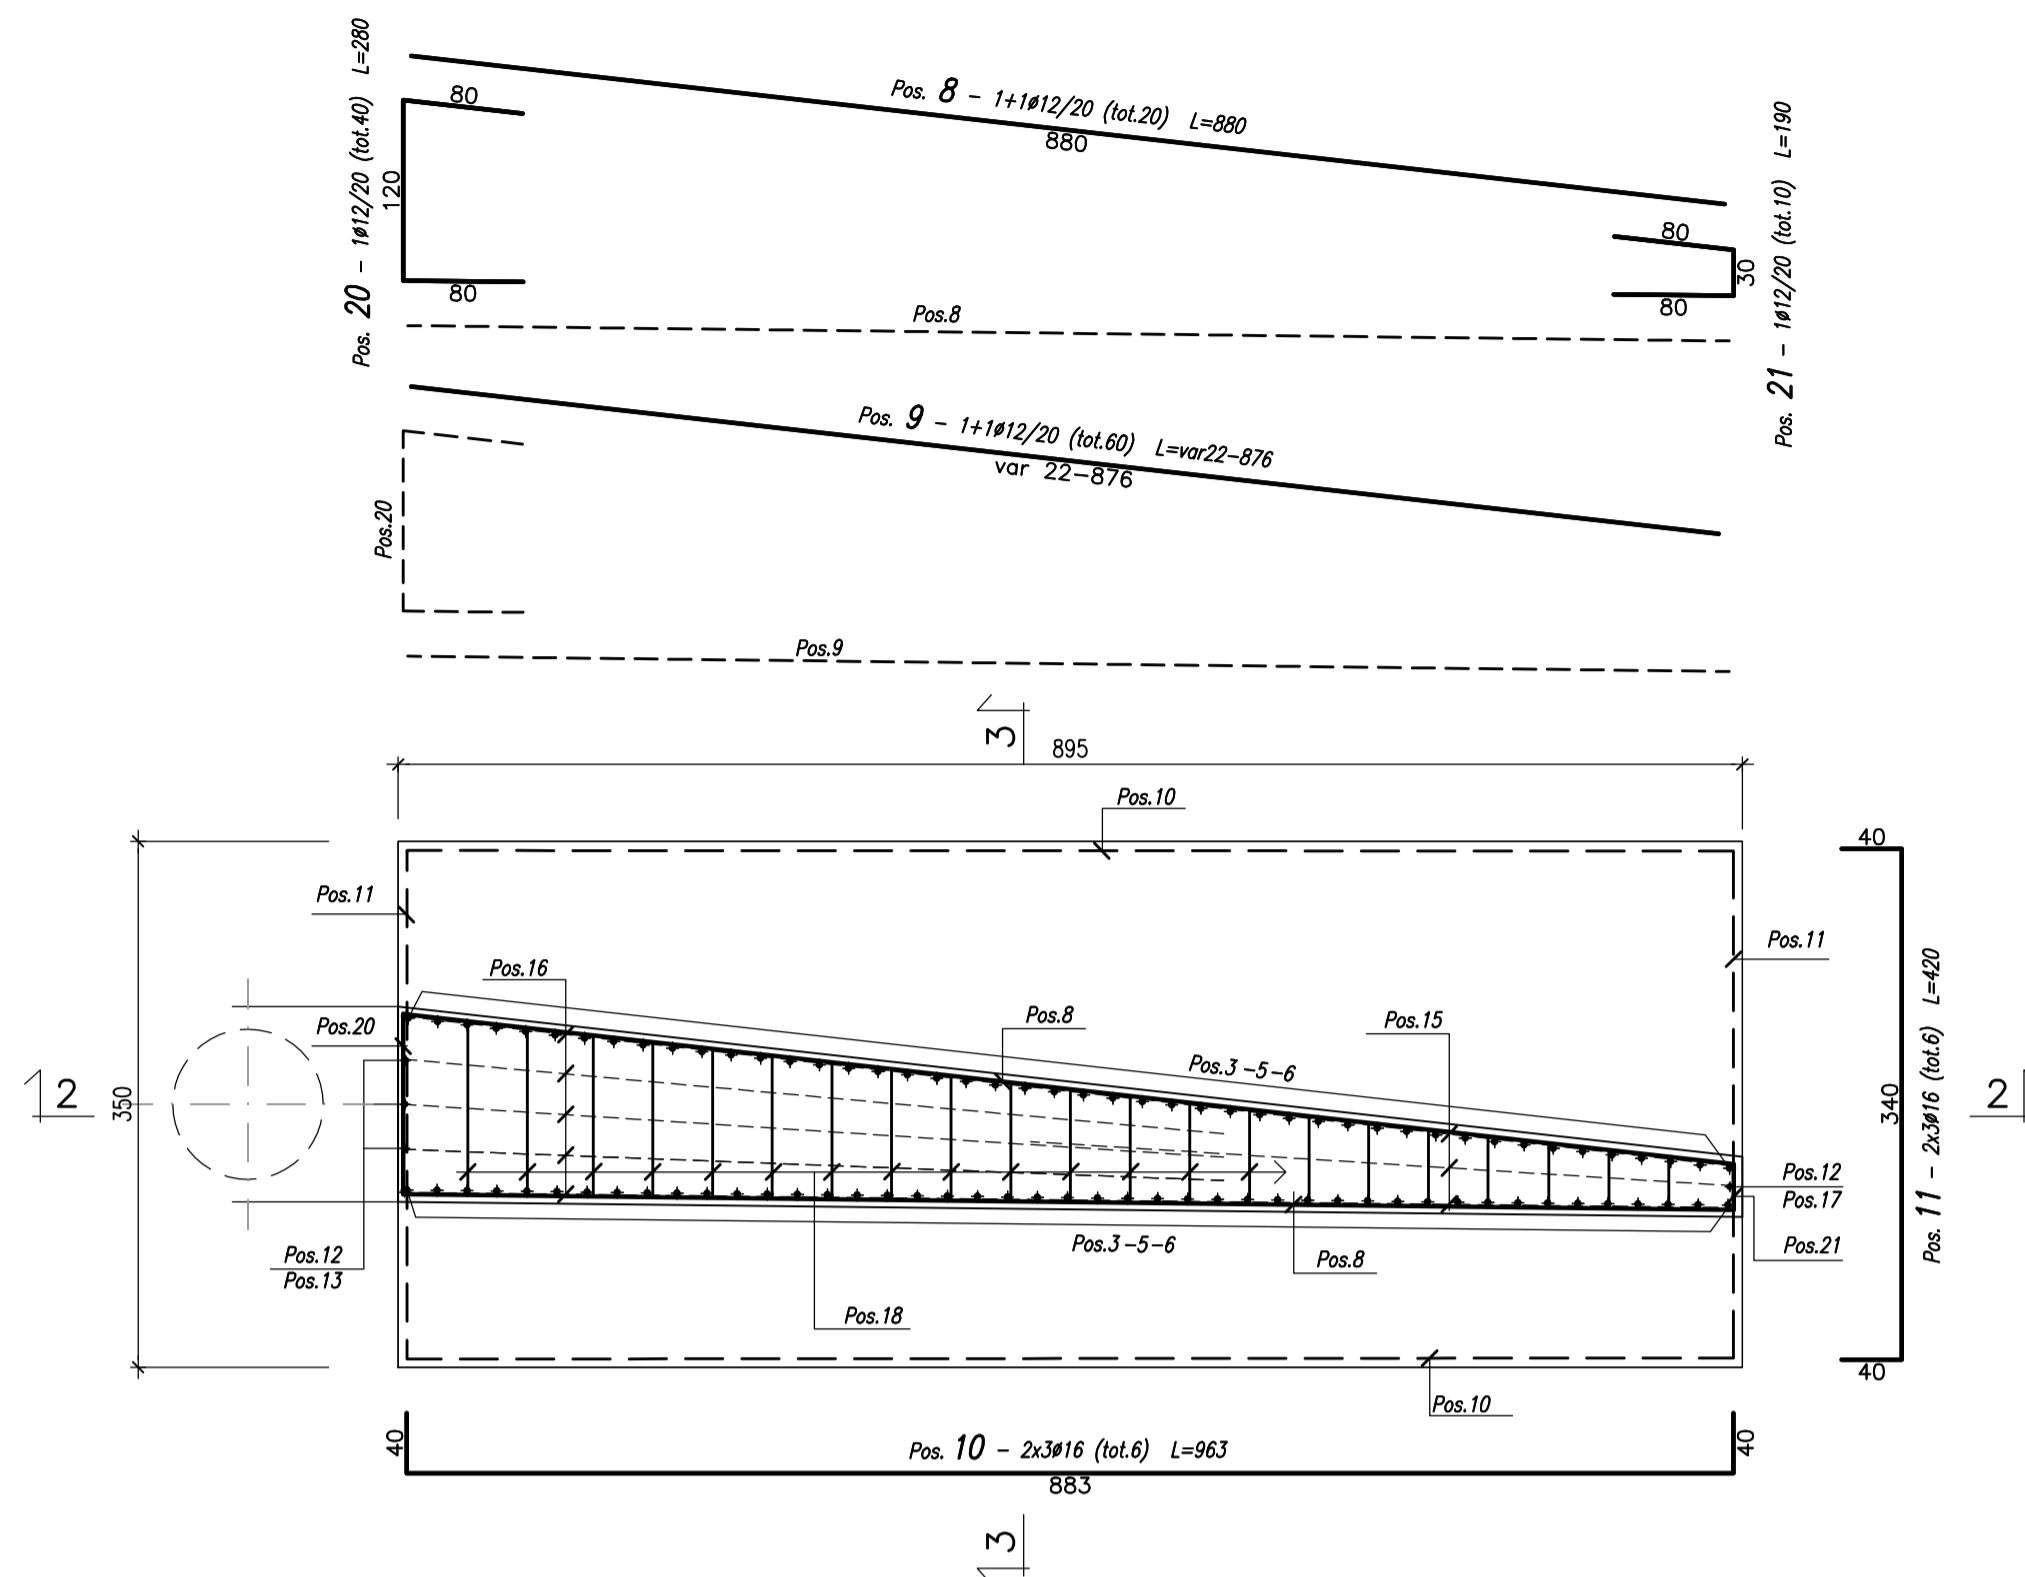 Pos. 20 - 1ø12/20 (tot.40) L=280
80
120
80
Pos. 8 - 1+1ø12/20 (tot.20) L=880
880
80
30
80
Pos. 21 - 1ø12/20 (tot.10) L=190
Pos.8
Pos. 9 - 1+1ø12/20 (tot.60) L=var22-876
var 22-876
Pos.20
Pos.9
3
895
Pos.10
40
Pos.11
Pos.11
Pos.16
Pos.20
Pos.8
Pos.15
Pos.3 -5-6
2
350
340
Pos. 11 - 2x3ø16 (tot.6) L=420
2
Pos.12
Pos.17
Pos.21
Pos.3 -5-6
Pos.8
Pos.12
Pos.13
Pos.18
40
Pos.10
40
Pos. 10 - 2x3ø16 (tot.6) L=963
40
883
3